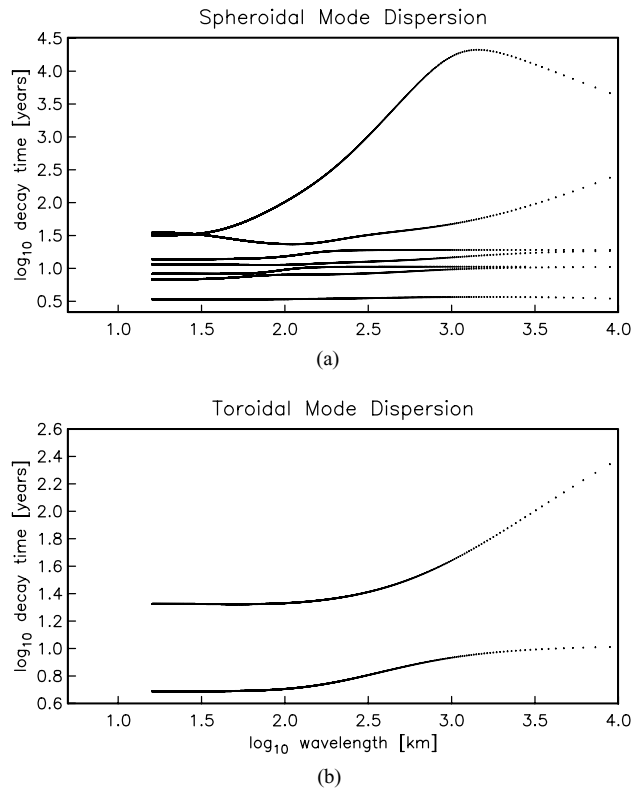 Spheroidal Mode Dispersion
log10 decay time [years]
4.5
4.0
3.5
3.0
2.5
2.0
1.5
1.0
0.5
1.0 1.5 2.0 2.5 3.0 3.5 4.0
(a)
Toroidal Mode Dispersion
log10 decay time [years]
2.6
2.4
2.2
2.0
1.8
1.6
1.4
1.2
1.0
0.8
0.6
1.0 1.5 2.0 2.5 3.0 3.5 4.0
log10 wavelength [km]
(b)